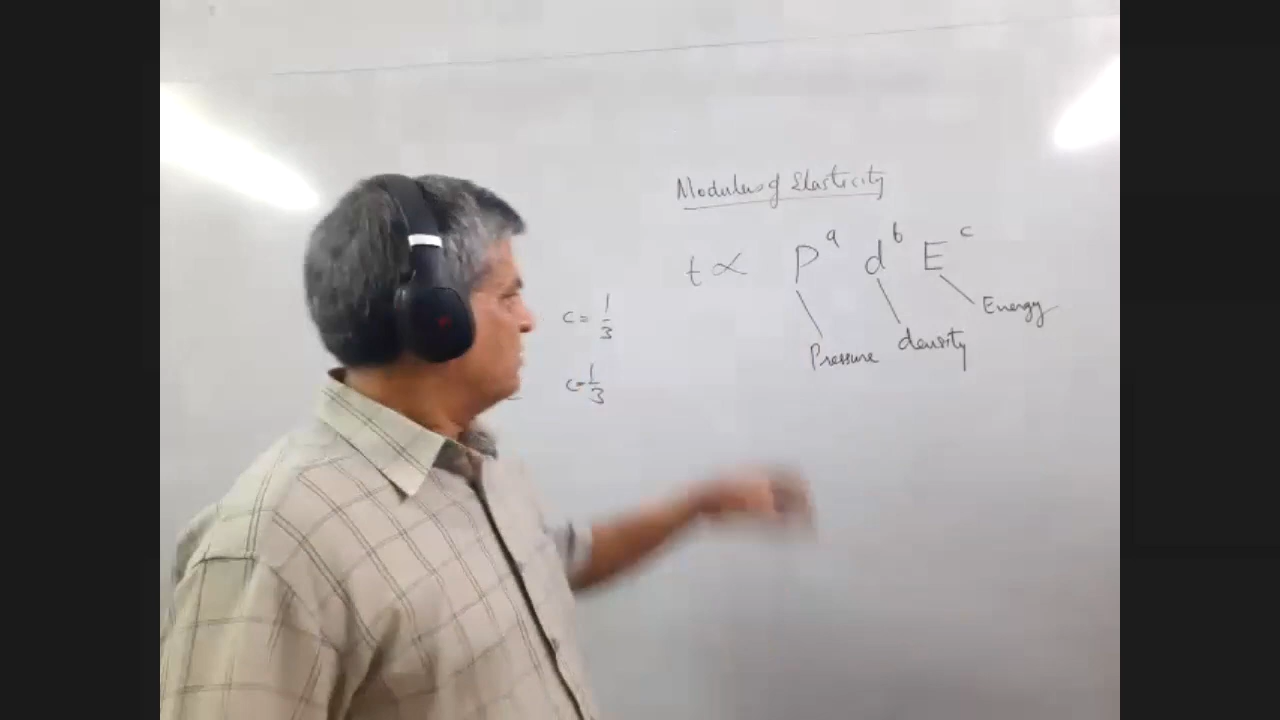 Modulus of Elasticity
t ∝ P^a d^b E^c
Energy
Pressure density
c = 1/3
c = 1/3